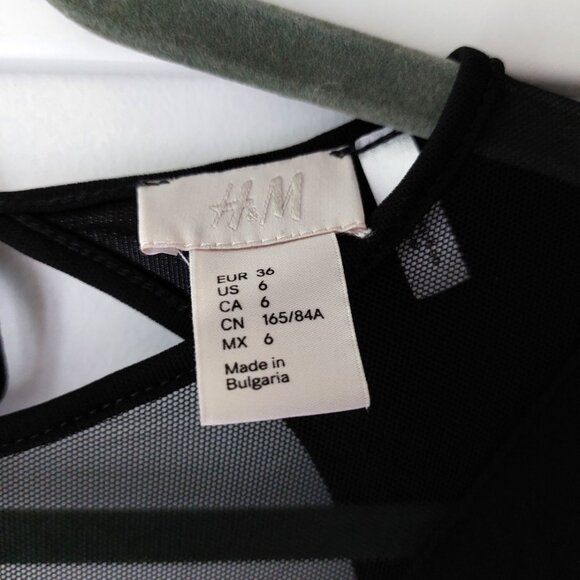 H&M
EUR 36
US 6
CA 6
CN 165/84A
MX 6
Made in
Bulgaria